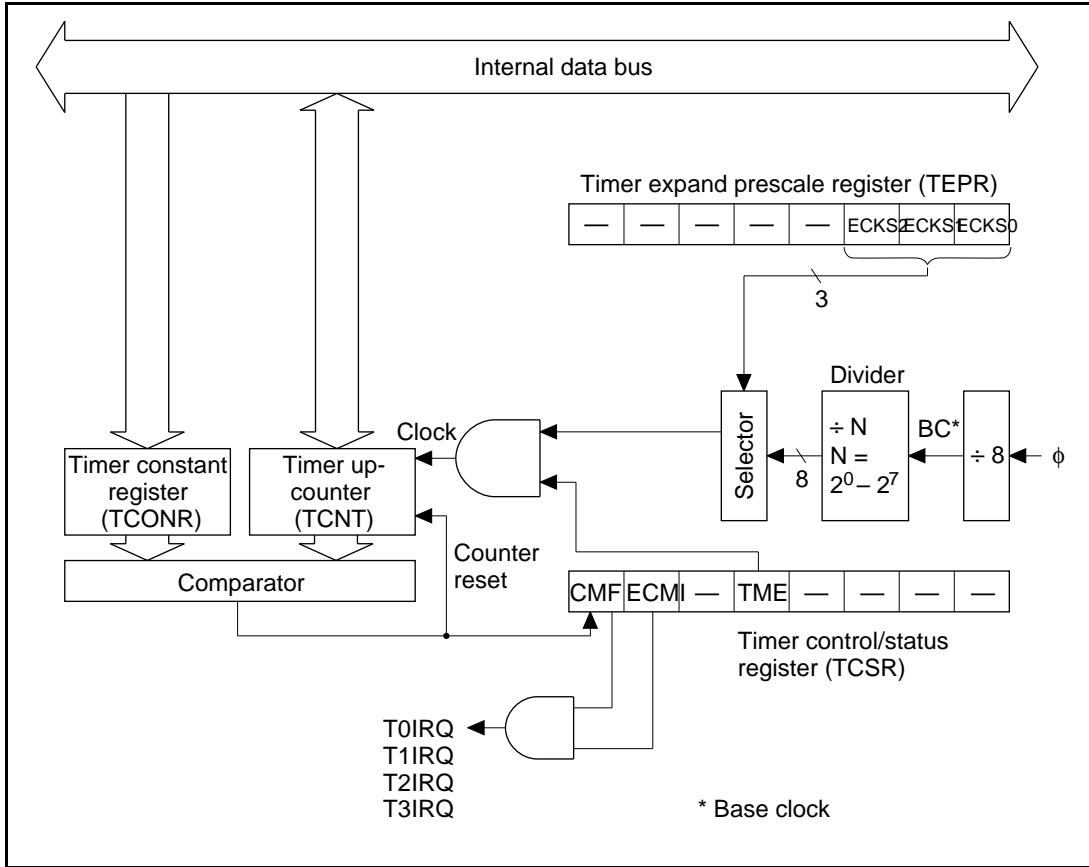 Internal data bus
Timer expand prescale register (TEPR)
— — — — — ECKS2 ECKS1 ECKS0
3
Divider
Selector
÷ N
N =
2⁰ – 2⁷
BC*
÷ 8
ϕ
8
Clock
Timer constant
register
(TCONR)
Timer up-
counter
(TCNT)
Counter
reset
Comparator
CMF ECMI — TME — — — —
Timer control/status
register (TCSR)
T0IRQ
T1IRQ
T2IRQ
T3IRQ
* Base clock